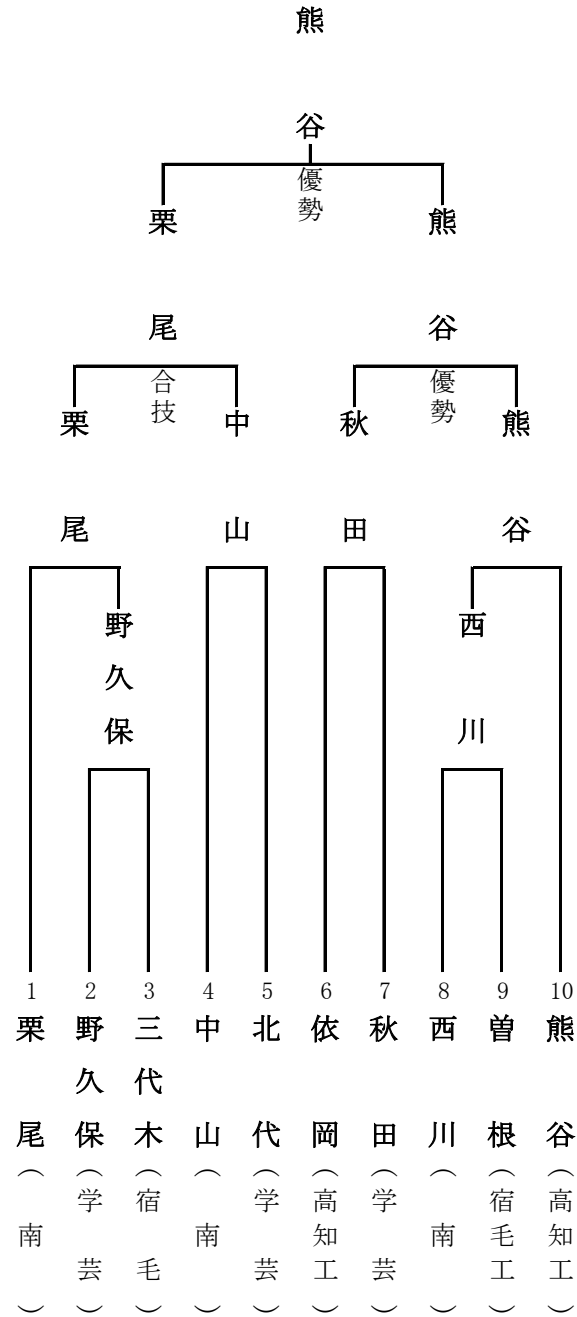 熊谷
優勢
栗尾
熊谷
合技
優勢
栗尾
中山
秋田
熊谷
野久保
西川
1
2
3
4
5
6
7
8
9
10
栗尾（南）
野久保（学芸）
三代木（宿毛）
中山（南）
北代（学芸）
依岡（高知工）
秋田（学芸）
西川（南）
曽根（宿毛工）
熊谷（高知工）